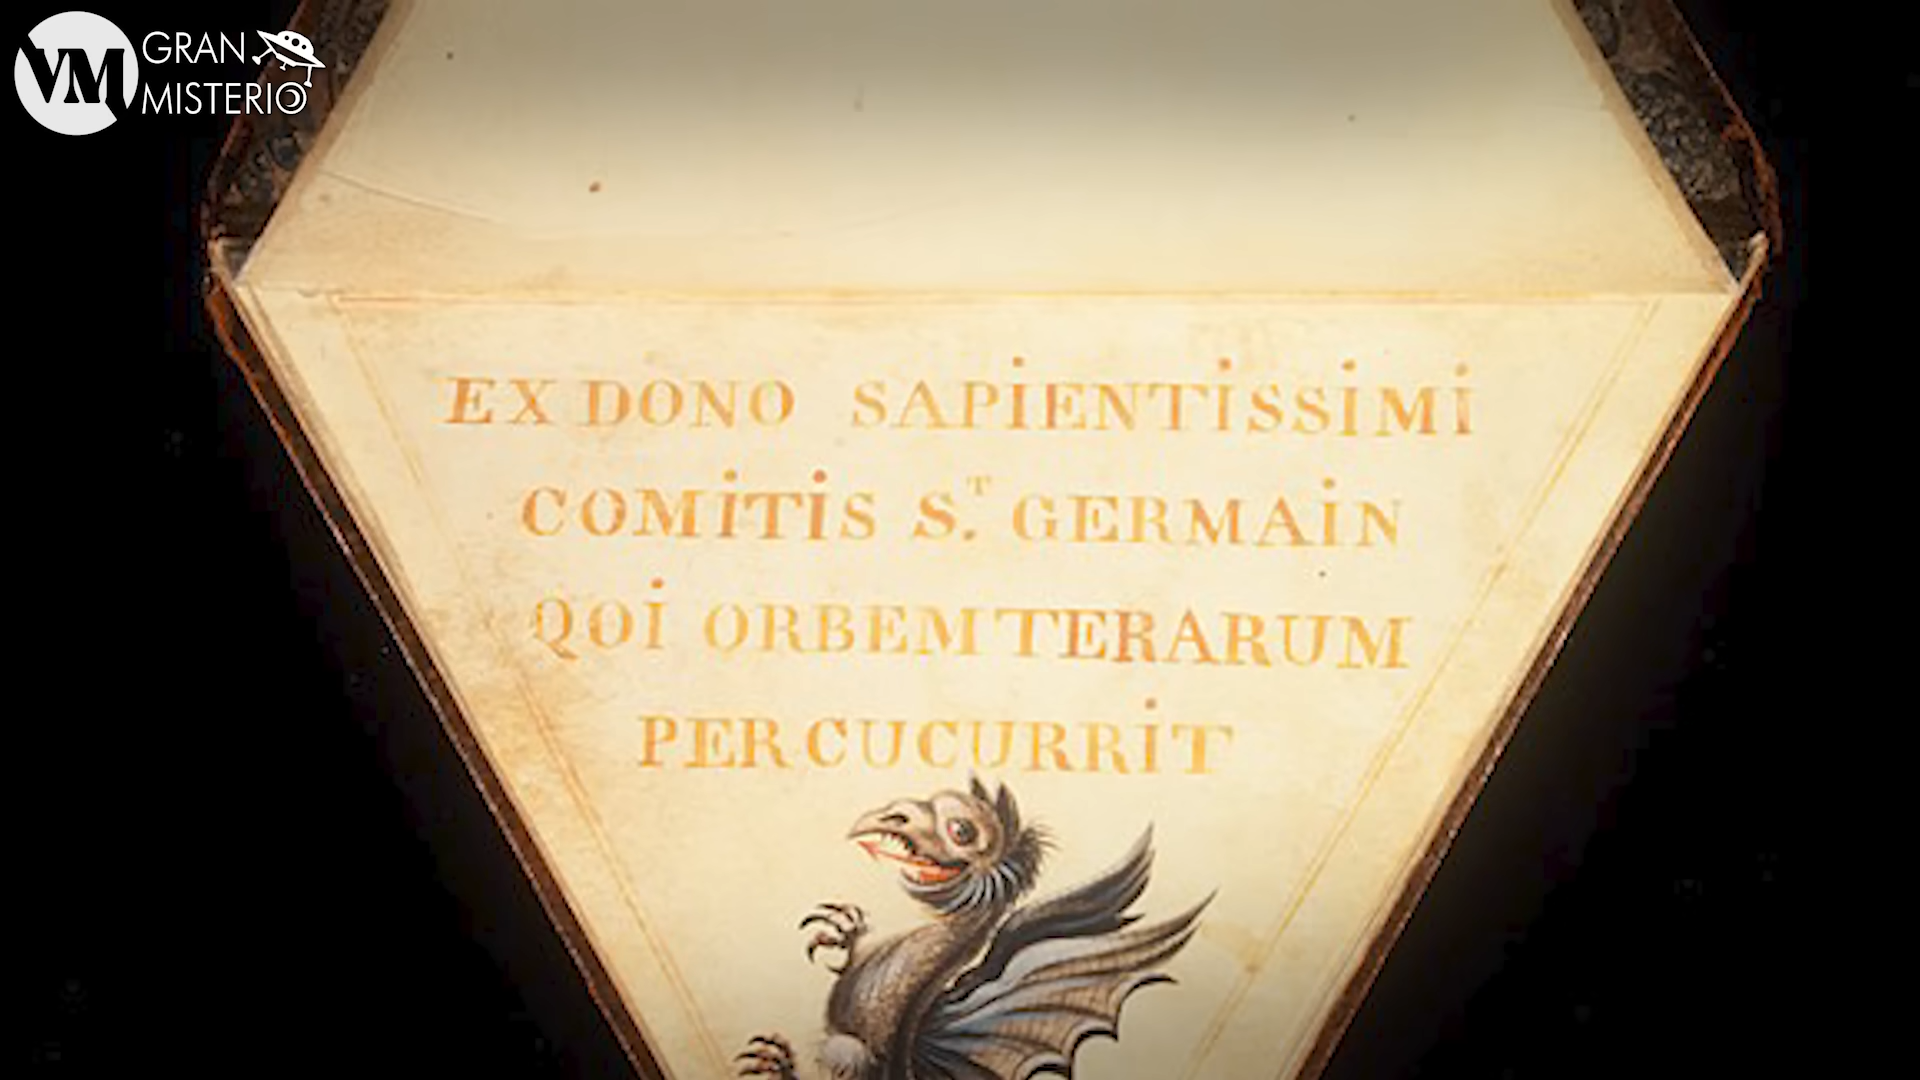 VM GRAN
MISTERIO
EX DONO SAPIENTISSIMI
COMITIS S.T GERMAIN
QOI ORBEM TERARUM
PERCUCURRIT